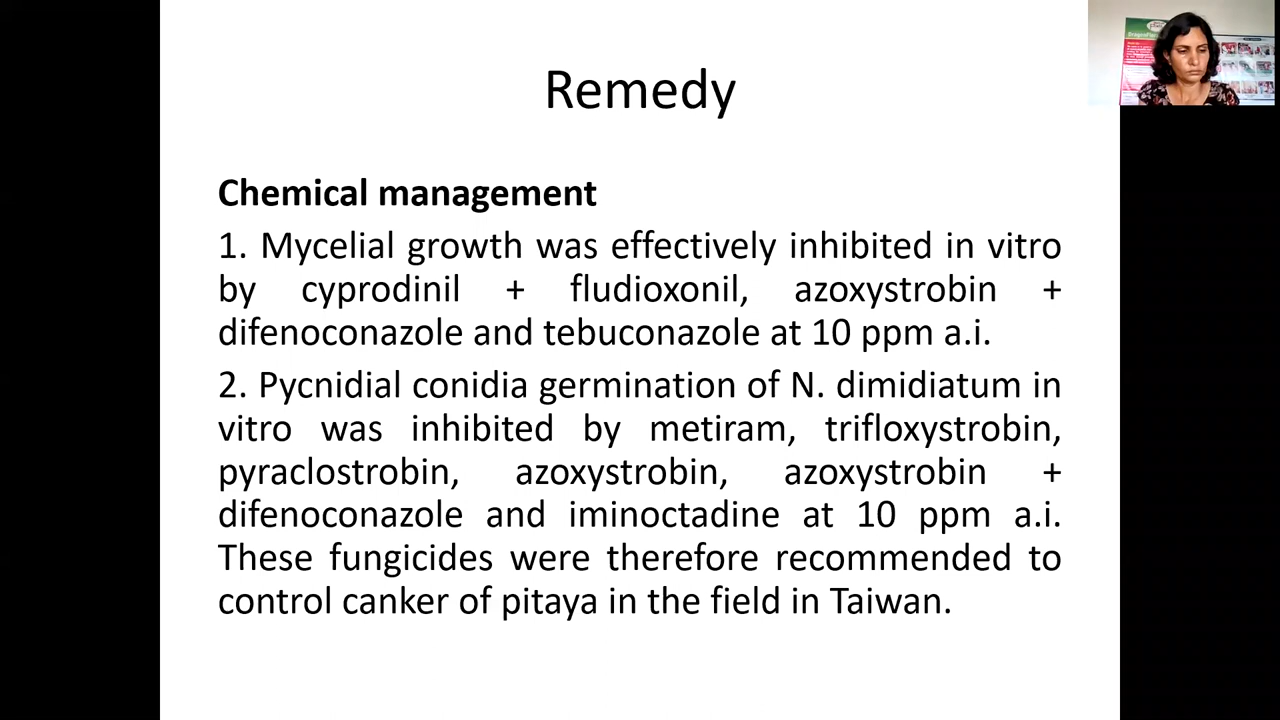 Remedy
Chemical management
1. Mycelial growth was effectively inhibited in vitro
by cyprodinil + fludioxonil, azoxystrobin +
difenoconazole and tebuconazole at 10 ppm a.i.
2. Pycnidial conidia germination of N. dimidiatum in
vitro was inhibited by metiram, trifloxystrobin,
pyraclostrobin, azoxystrobin, azoxystrobin +
difenoconazole and iminoctadine at 10 ppm a.i.
These fungicides were therefore recommended to
control canker of pitaya in the field in Taiwan.